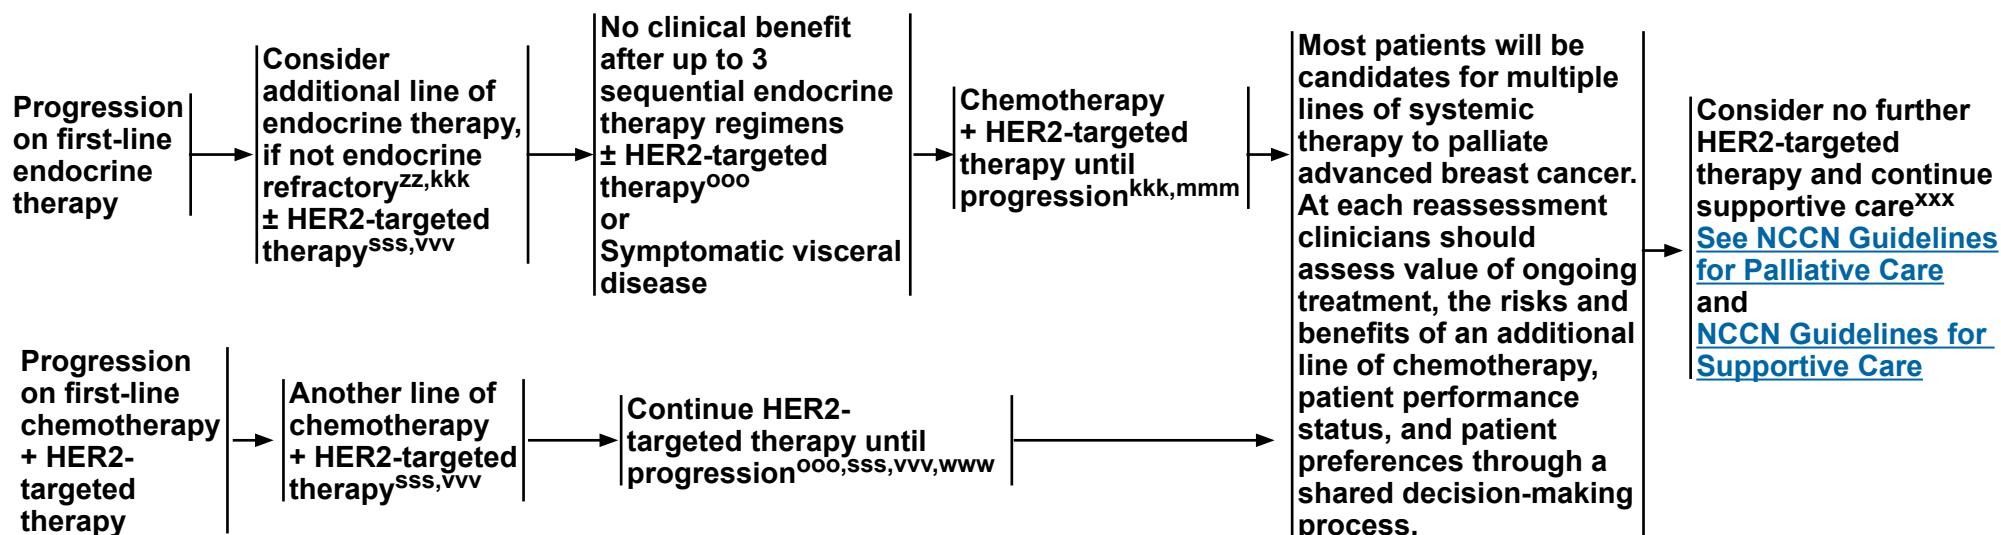 Progression
on first-line
endocrine
therapy
Consider
additional line of
endocrine therapy,
if not endocrine
refractoryzz,kkk
± HER2-targeted
therapysss,vvv
No clinical benefit
after up to 3
sequential endocrine
therapy regimens
± HER2-targeted
therapyooo
or
Symptomatic visceral
disease
Chemotherapy
+ HER2-targeted
therapy until
progressionkkk,mmm
Progression
on first-line
chemotherapy
+ HER2-
targeted
therapy
Another line of
chemotherapy
+ HER2-targeted
therapysss,vvv
Continue HER2-
targeted therapy until
progressionooo,sss,vvv,www
Most patients will be
candidates for multiple
lines of systemic
therapy to palliate
advanced breast cancer.
At each reassessment
clinicians should
assess value of ongoing
treatment, the risks and
benefits of an additional
line of chemotherapy,
patient performance
status, and patient
preferences through a
shared decision-making
process.
Consider no further
HER2-targeted
therapy and continue
supportive carexxx
See NCCN Guidelines
for Palliative Care
and
NCCN Guidelines for
Supportive Care